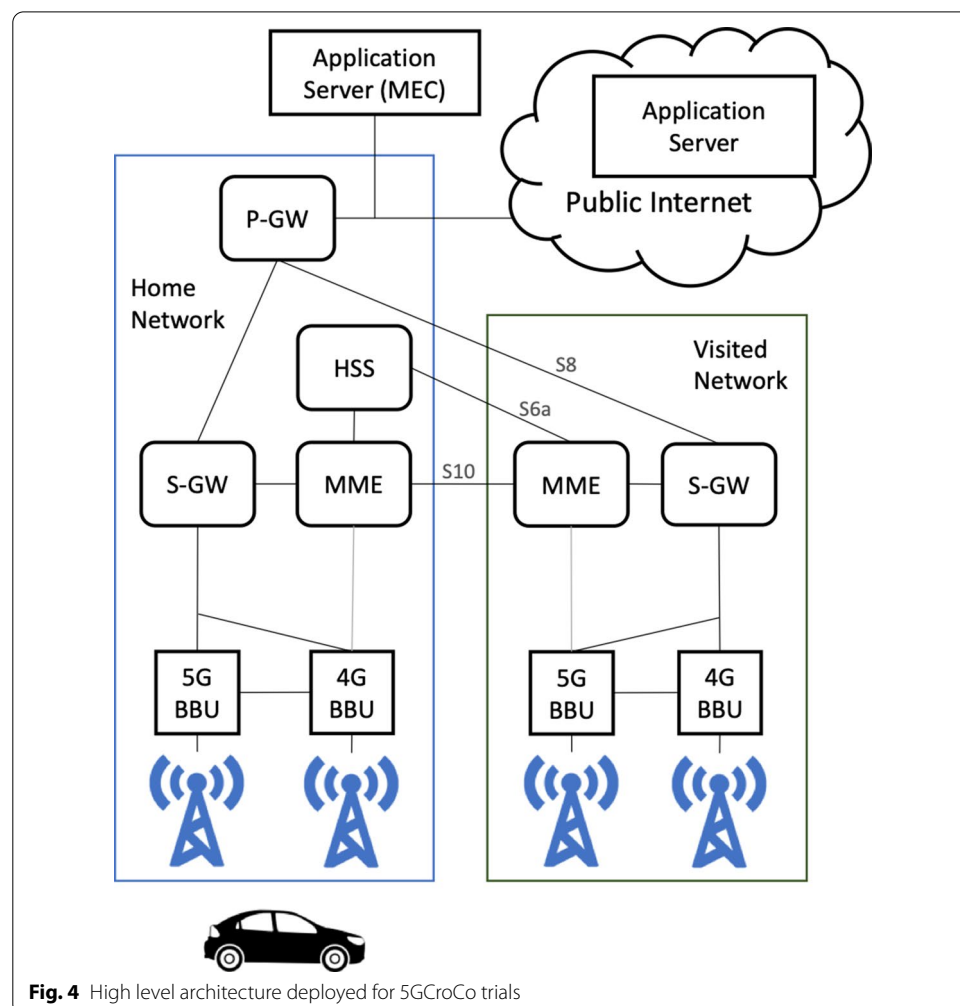 Application
Server (MEC)
Application
Server
Public Internet
P-GW
Home
Network
HSS
S8
Visited
Network
S6a
S-GW
MME
S10
MME
S-GW
5G
BBU
4G
BBU
5G
BBU
4G
BBU
Fig. 4 High level architecture deployed for 5GCroCo trials